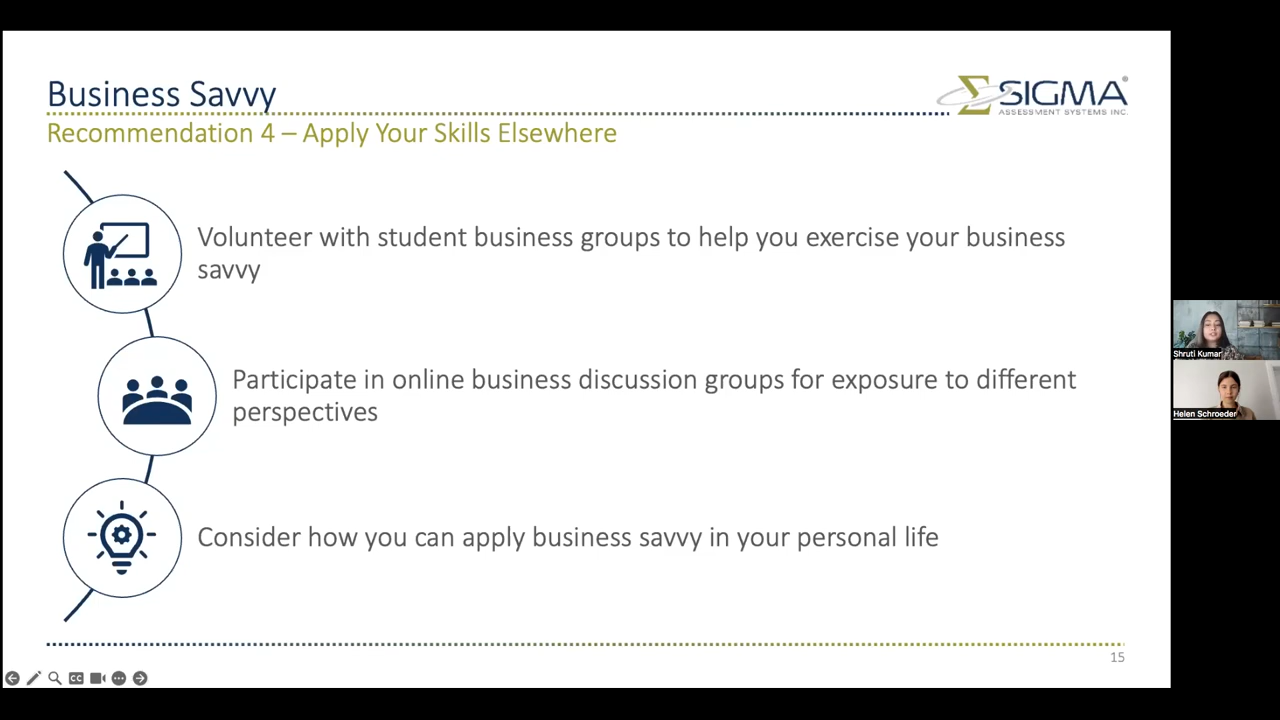 Business Savvy
SIGMA®
ASSESSMENT SYSTEMS INC.
Recommendation 4 – Apply Your Skills Elsewhere
Volunteer with student business groups to help you exercise your business
savvy
Participate in online business discussion groups for exposure to different
perspectives
Consider how you can apply business savvy in your personal life
15
CC
Shruti Kumar
Helen Schroeder